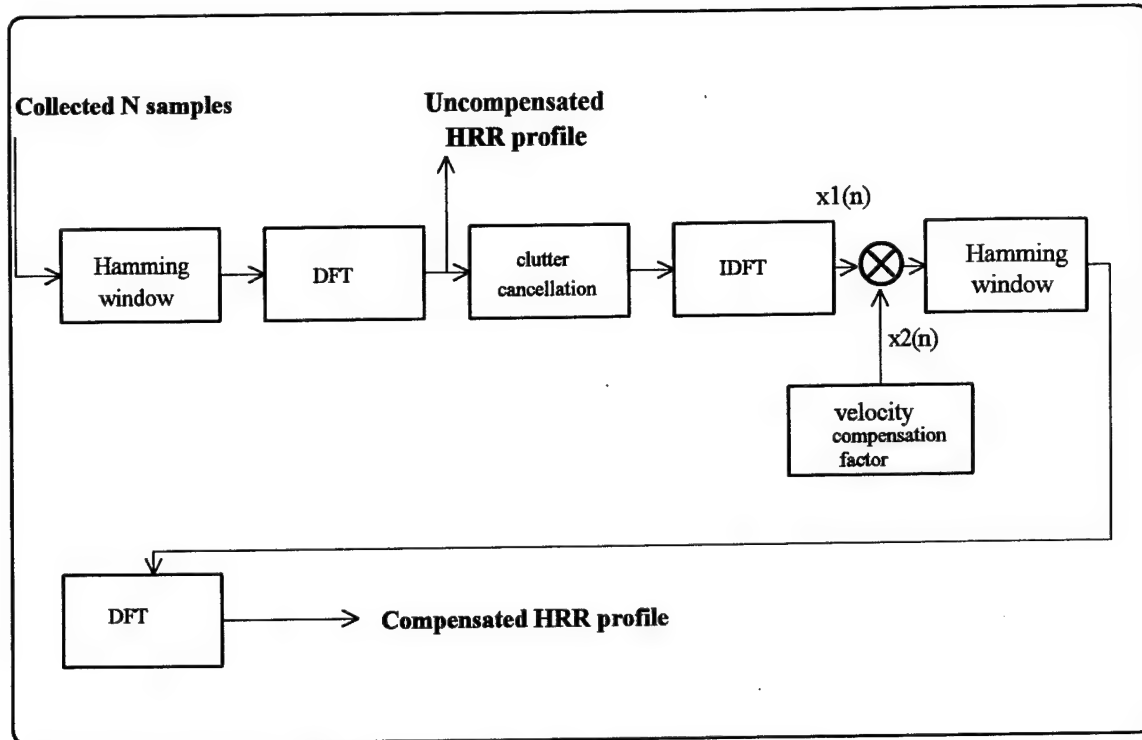 Collected N samples
Uncompensated
HRR profile
x1(n)
Hamming
window
DFT
clutter
cancellation
IDFT
Hamming
window
x2(n)
velocity
compensation
factor
DFT
Compensated HRR profile